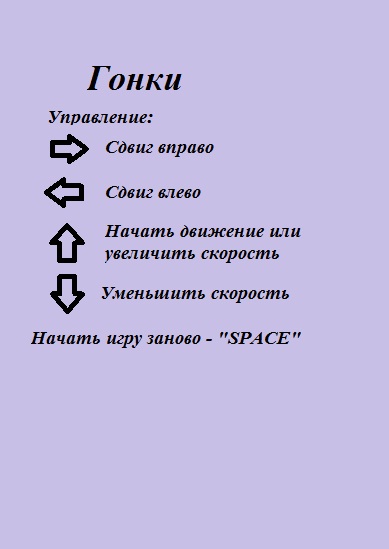 Гонки
Управление:
Сдвиг вправо
Сдвиг влево
Начать движение или
увеличить скорость
Уменьшить скорость
Начать игру заново - "SPACE"